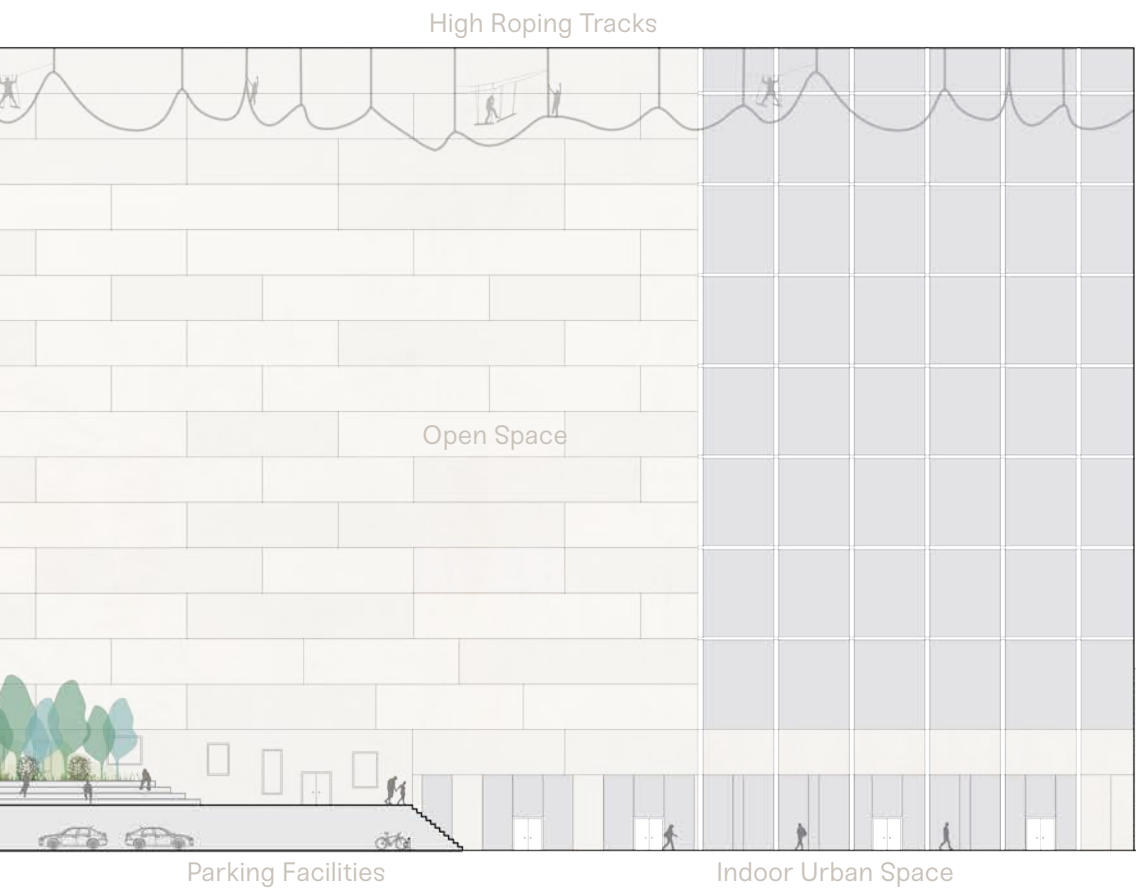 High Roping Tracks
Open Space
Parking Facilities
Indoor Urban Space